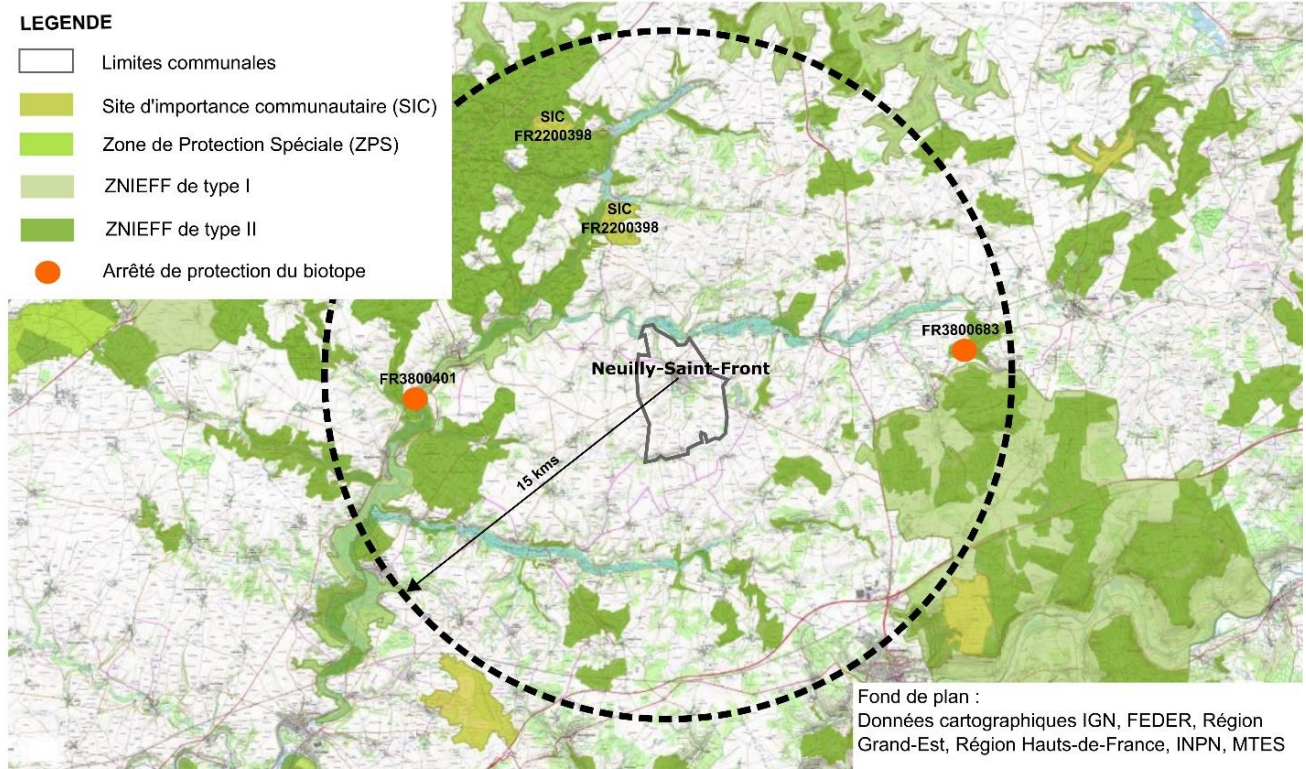 LEGENDE
Limites communales
Site d'importance communautaire (SIC)
Zone de Protection Spéciale (ZPS)
ZNIEFF de type I
ZNIEFF de type II
Arrêté de protection du biotope
SIC
FR2200398
SIC
FR2200398
FR3800683
Neuilly-Saint-Front
FR3800401
15 kms
Fond de plan :
Données cartographiques IGN, FEDER, Région
Grand-Est, Région Hauts-de-France, INPN, MTES